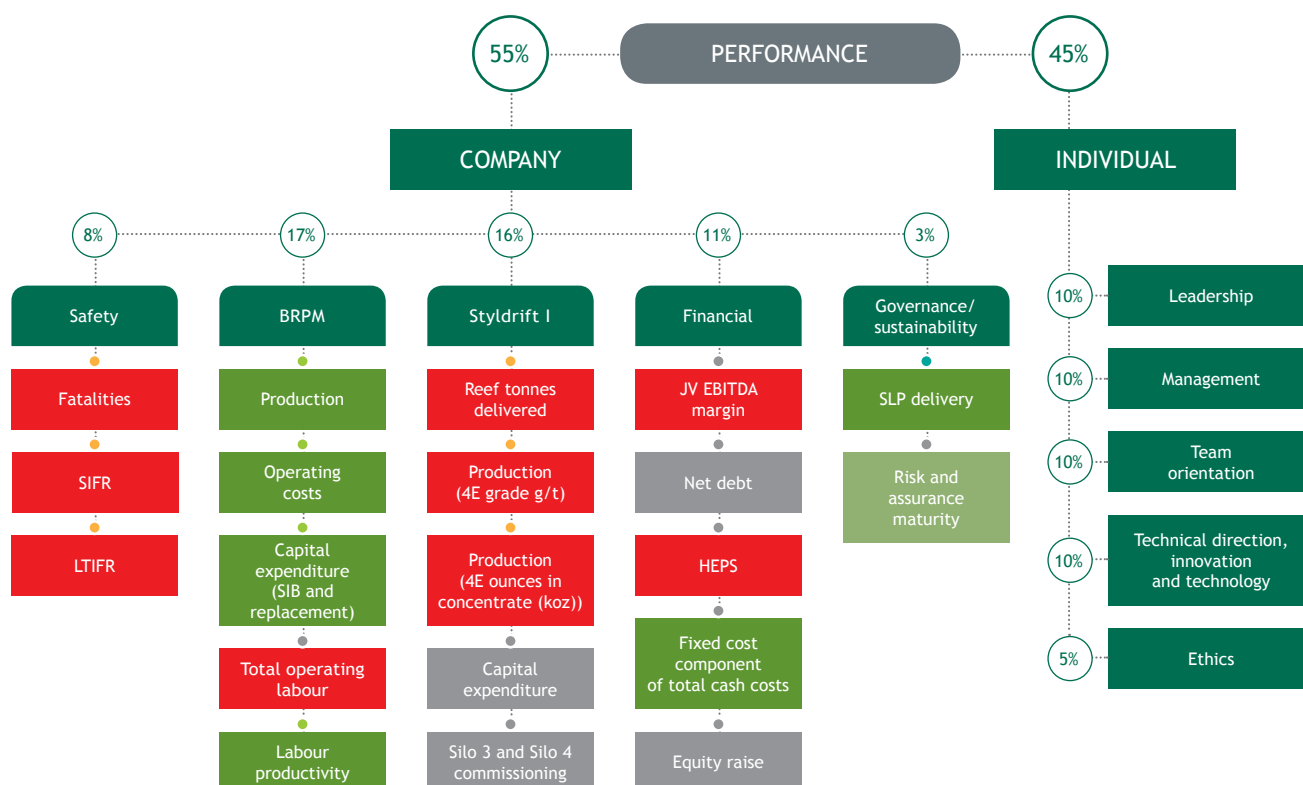 55%
PERFORMANCE
45%
COMPANY
INDIVIDUAL
8%
17%
16%
11%
3%
Safety
BRPM
Styldrift I
Financial
Governance/
sustainability
Fatalities
SIFR
LTIFR
Production
Operating
costs
Capital
expenditure
(SIB and
replacement)
Total operating
labour
Labour
productivity
Reef tonnes
delivered
Production
(4E grade g/t)
Production
(4E ounces in
concentrate (koz))
Capital
expenditure
Silo 3 and Silo 4
commissioning
JV EBITDA
margin
Net debt
HEPS
Fixed cost
component
of total cash costs
Equity raise
SLP delivery
Risk and
assurance
maturity
10%
Leadership
10%
Management
10%
Team
orientation
10%
Technical direction,
innovation
and technology
5%
Ethics